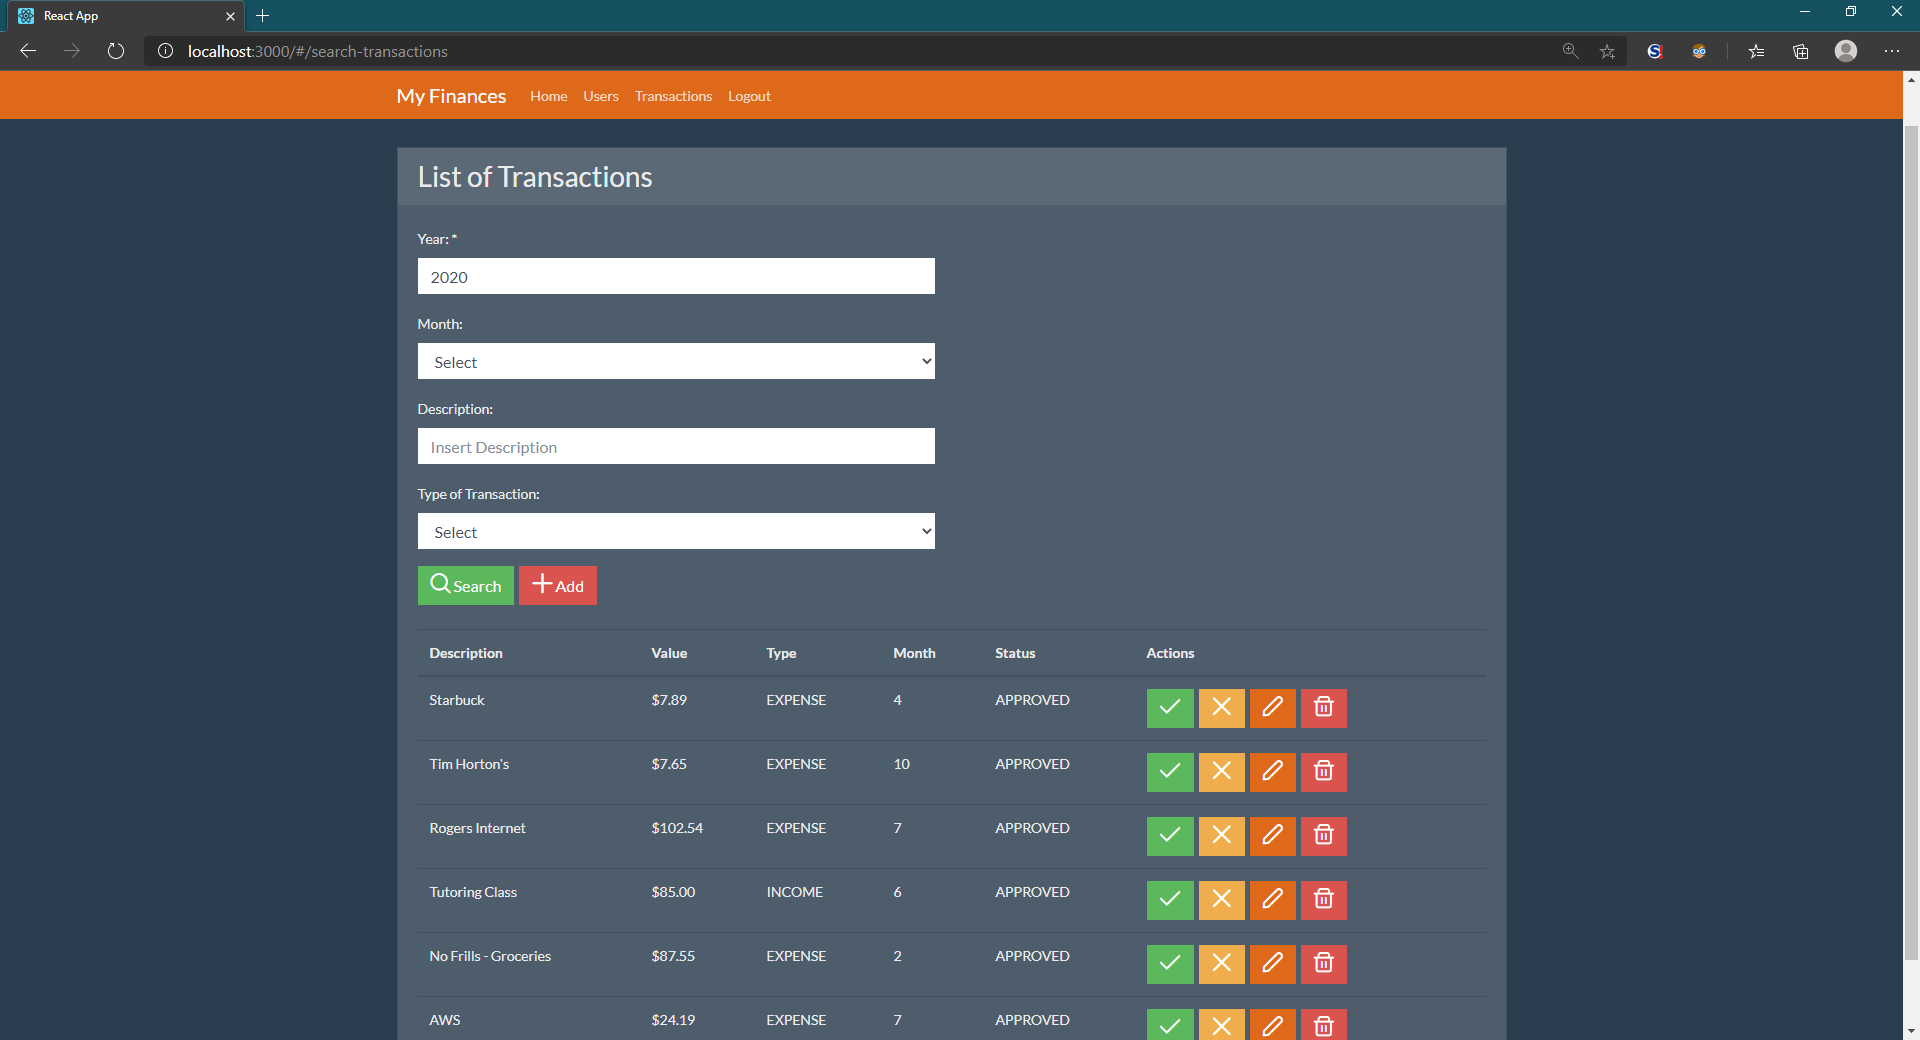 React App
localhost:3000/#/search-transactions
My Finances Home Users Transactions Logout
List of Transactions
Year: *
2020
Month:
Select
Description:
Insert Description
Type of Transaction:
Select
Search Add
Description Value Type Month Status Actions
Starbuck $7.89 EXPENSE 4 APPROVED
Tim Horton's $7.65 EXPENSE 10 APPROVED
Rogers Internet $102.54 EXPENSE 7 APPROVED
Tutoring Class $85.00 INCOME 6 APPROVED
No Frills - Groceries $87.55 EXPENSE 2 APPROVED
AWS $24.19 EXPENSE 7 APPROVED